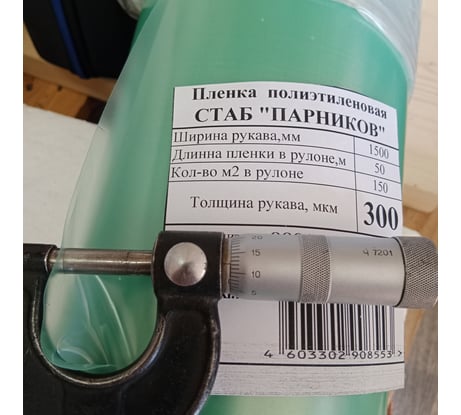 Пленка полиэтиленовая
СТАБ "ПАРНИКОВ"
Ширина рукава,мм 1500
Длинна пленки в рулоне,м 50
Кол-во м2 в рулоне 150
Толщина рукава, мкм 300
20
15
10
5
Ч 7201
4 603302 908553 >